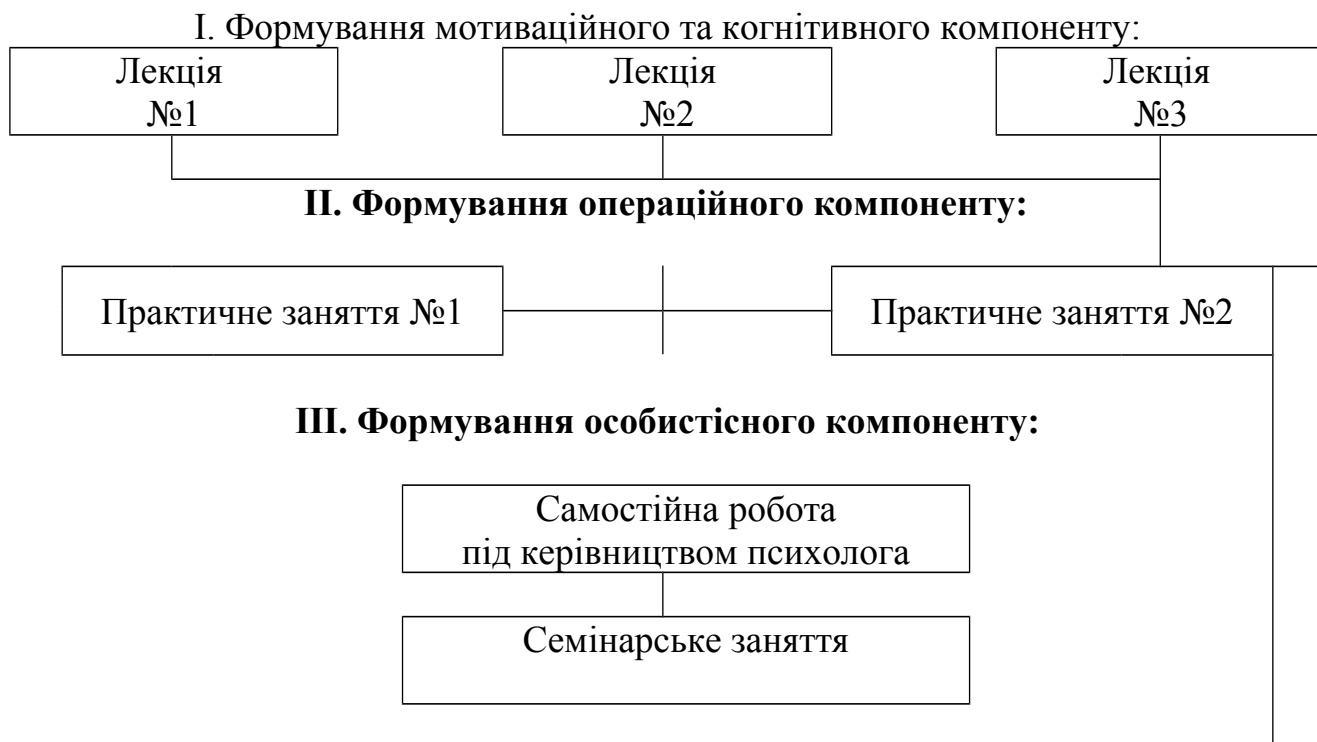 І. Формування мотиваційного та когнітивного компоненту:
Лекція
№1
Лекція
№2
Лекція
№3
ІІ. Формування операційного компоненту:
Практичне заняття №1
Практичне заняття №2
ІІІ. Формування особистісного компоненту:
Самостійна робота
під керівництвом психолога
Семінарське заняття